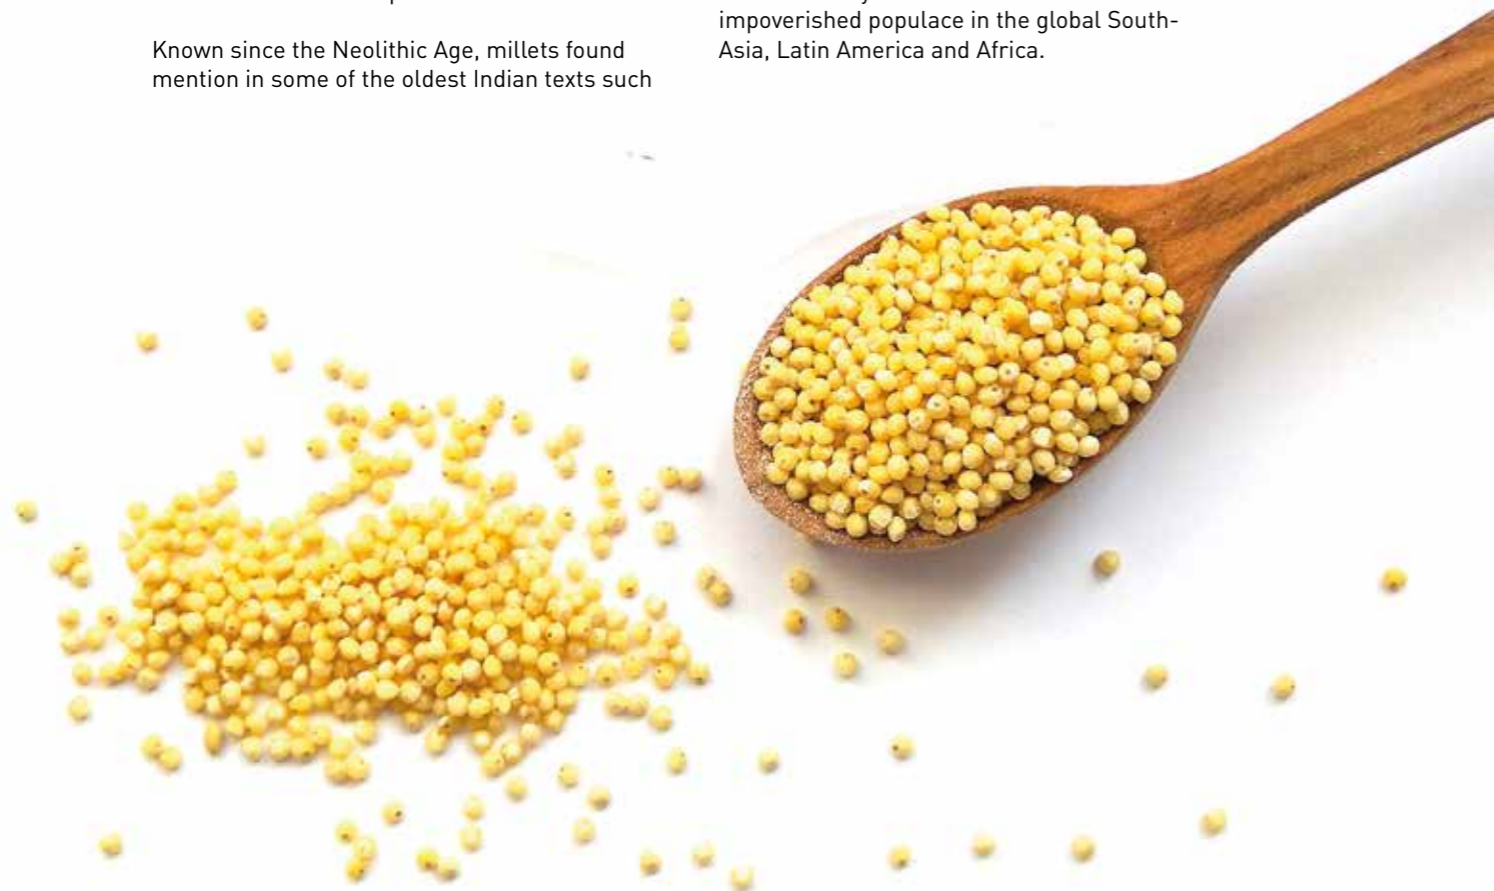 Known since the Neolithic Age, millets found
mention in some of the oldest Indian texts such
impoverished populace in the global South-
Asia, Latin America and Africa.